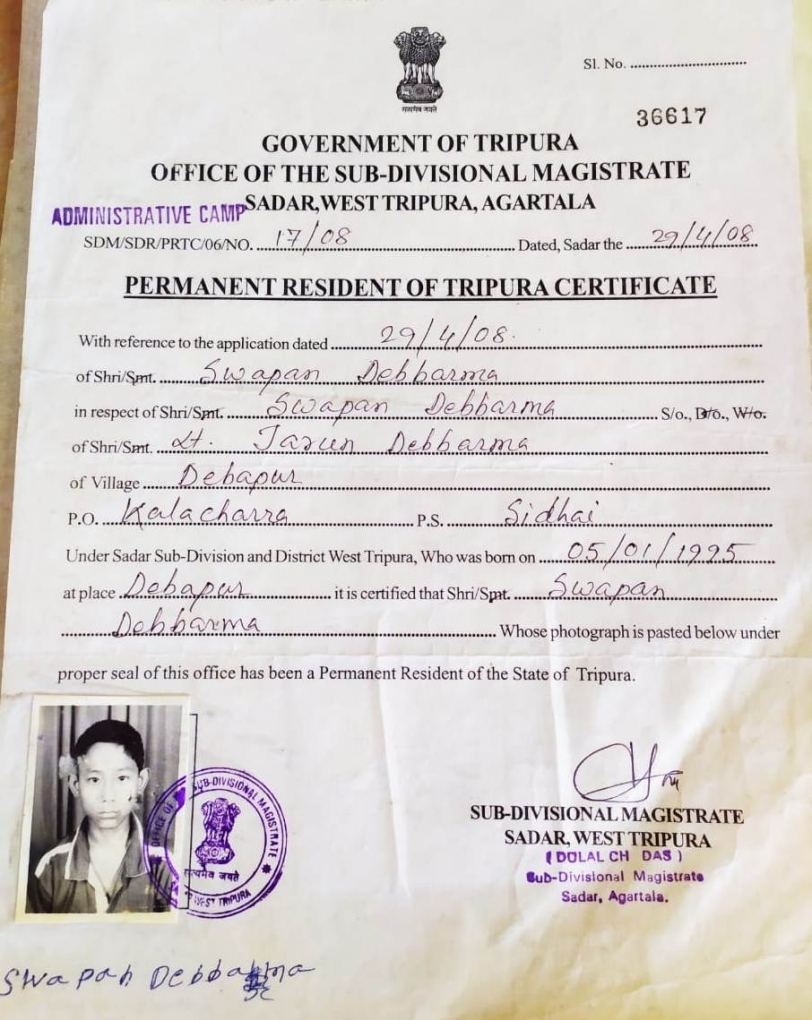 सत्यमेव जयते
Sl. No. ..............................
36617
GOVERNMENT OF TRIPURA
OFFICE OF THE SUB-DIVISIONAL MAGISTRATE
SADAR, WEST TRIPURA, AGARTALA
ADMINISTRATIVE CAMP
SDM/SDR/PRTC/06/NO. 17/08 Dated, Sadar the 29/4/08
PERMANENT RESIDENT OF TRIPURA CERTIFICATE
With reference to the application dated 29/4/08.
of Shri/Smt. Swapan Debbarma
in respect of Shri/Smt. Swapan Debbarma S/o., D/o., W/o.
of Shri/Smt. Lt. Tarun Debbarma
of Village Debapur
P.O. Kalacharra P.S. Sidhai
Under Sadar Sub-Division and District West Tripura, Who was born on 05/01/1995
at place Debapur it is certified that Shri/Smt. Swapan
Debbarma Whose photograph is pasted below under
proper seal of this office has been a Permanent Resident of the State of Tripura.
OFFICE OF SUB-DIVISIONAL MAGISTRATE
सत्यमेव जयते
WEST TRIPURA
SUB-DIVISIONAL MAGISTRATE
SADAR, WEST TRIPURA
( DULAL CH DAS )
Sub-Divisional Magistrate
Sadar, Agartala.
Swapan Debbarma